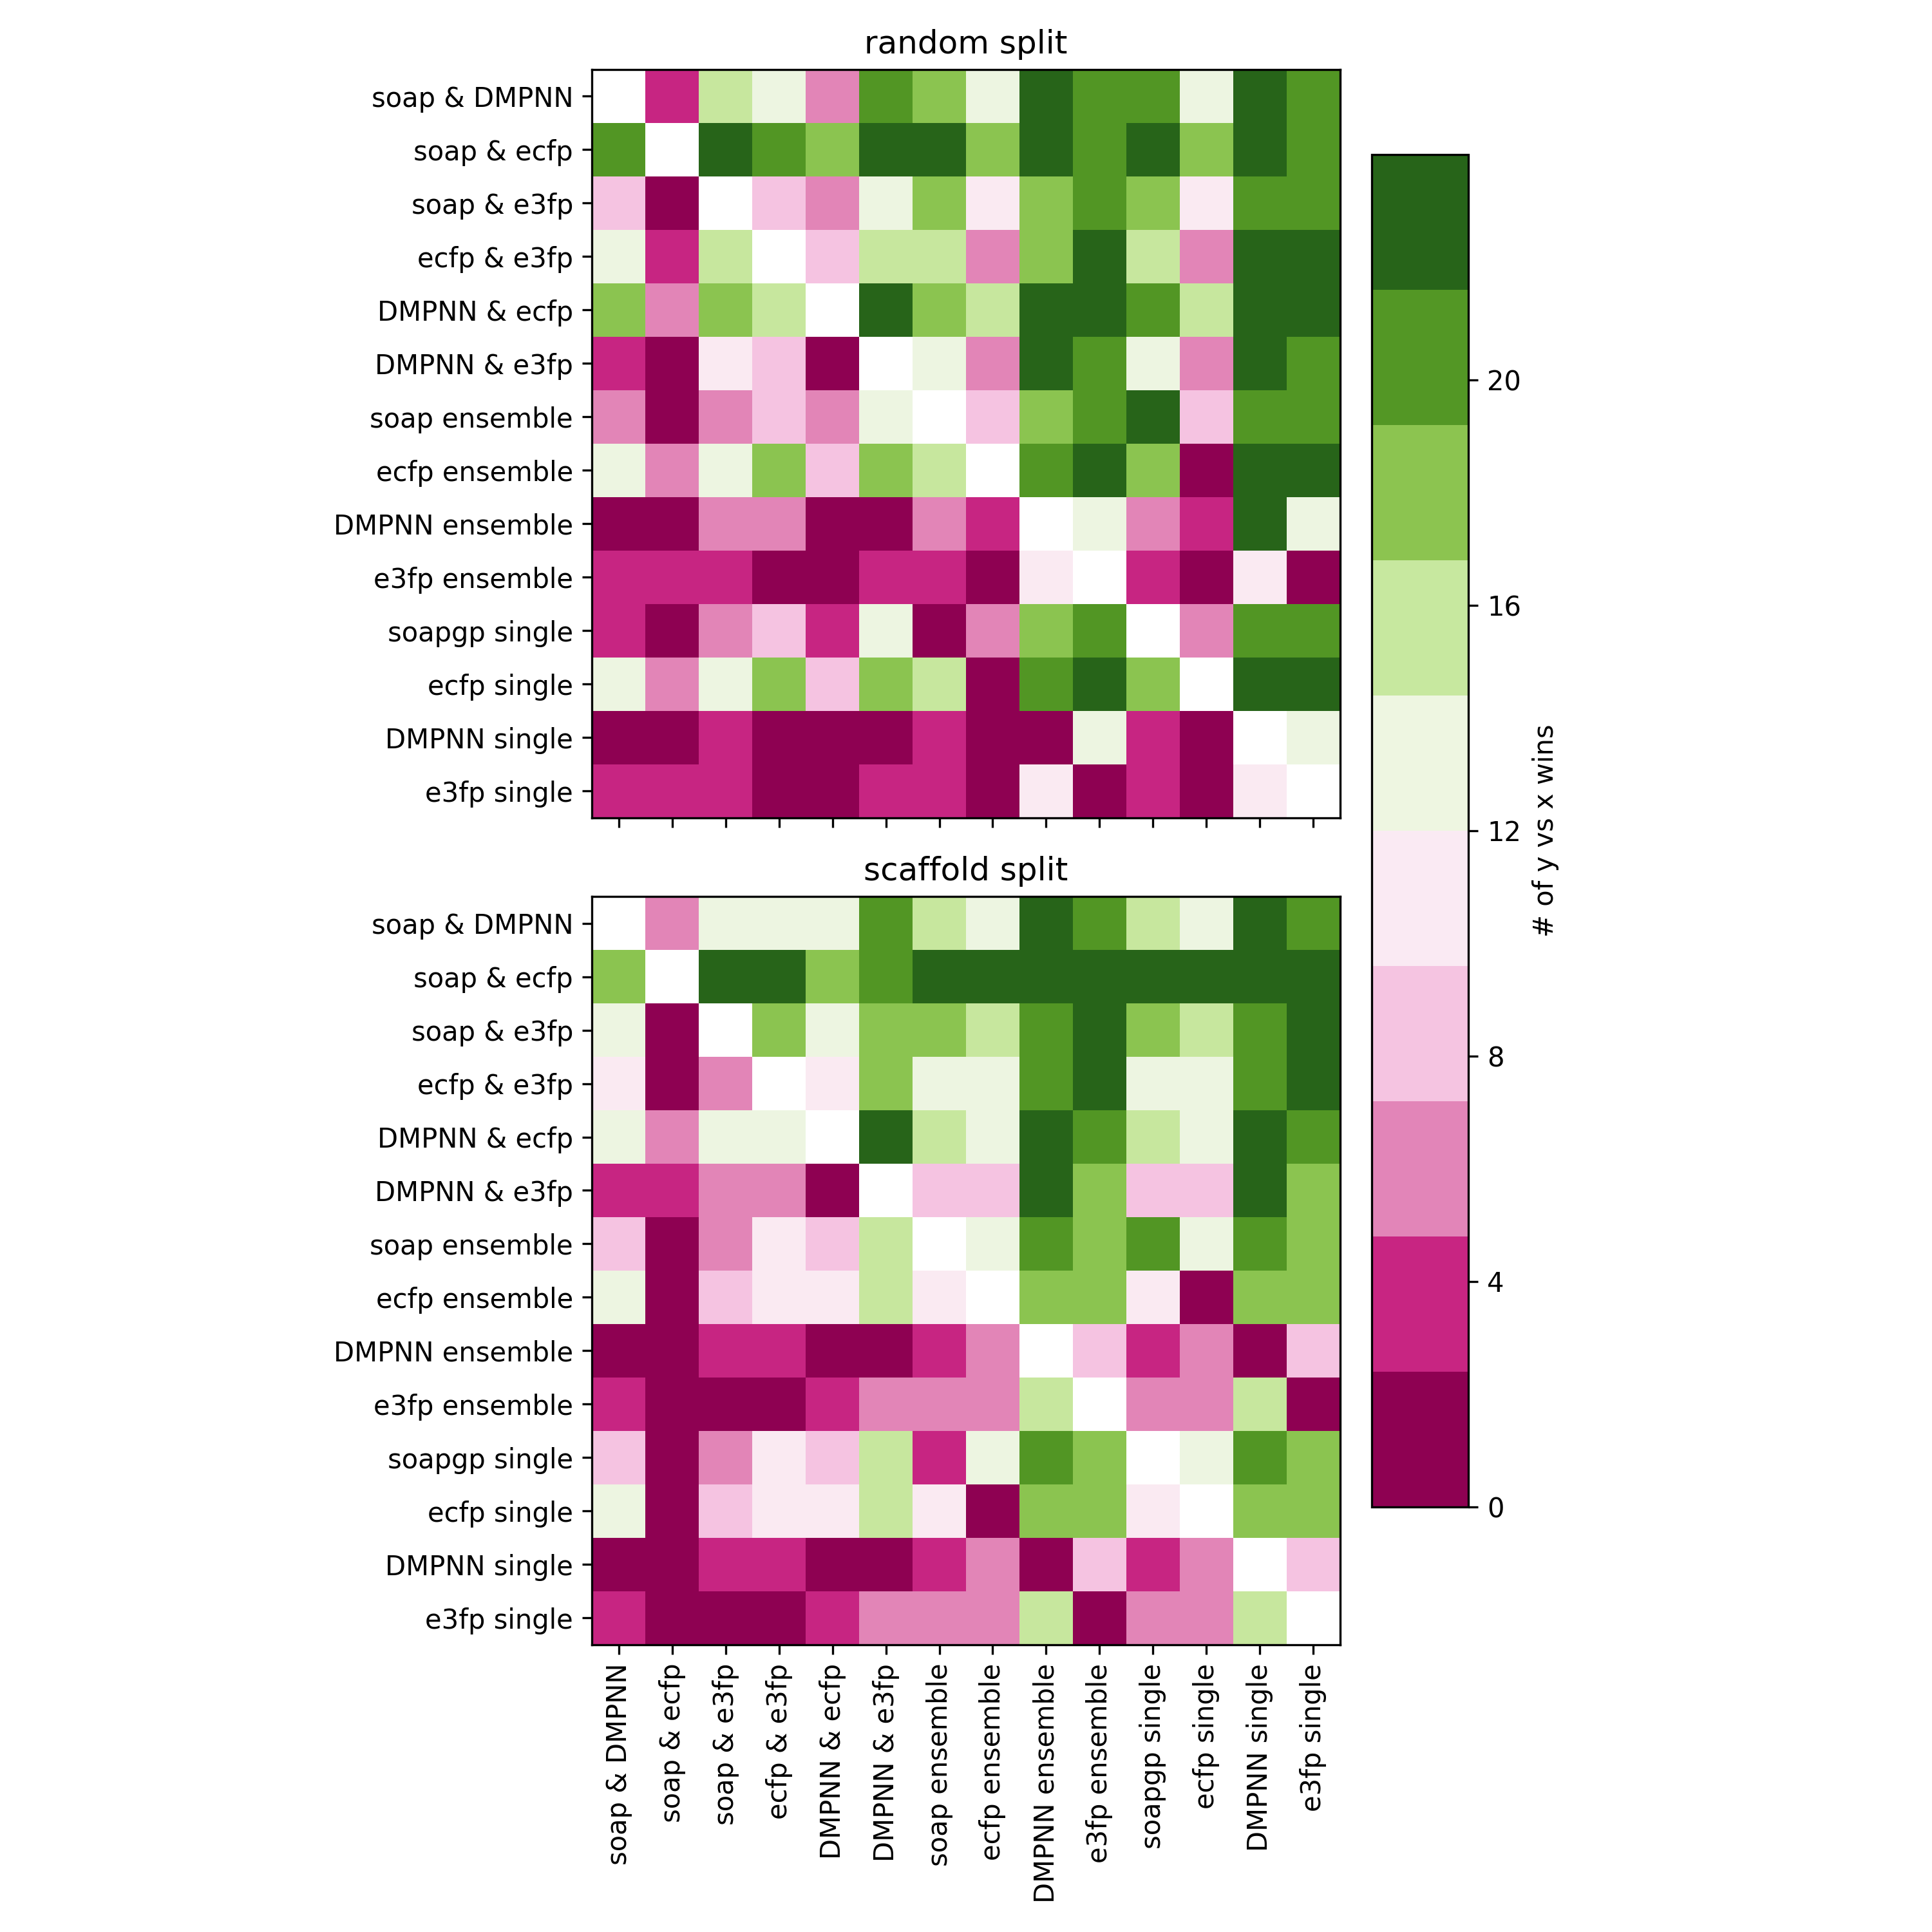 random split
soap & DMPNN
soap & ecfp
soap & e3fp
ecfp & e3fp
DMPNN & ecfp
DMPNN & e3fp
soap ensemble
ecfp ensemble
DMPNN ensemble
e3fp ensemble
soapgp single
ecfp single
DMPNN single
e3fp single
scaffold split
soap & DMPNN
soap & ecfp
soap & e3fp
ecfp & e3fp
DMPNN & ecfp
DMPNN & e3fp
soap ensemble
ecfp ensemble
DMPNN ensemble
e3fp ensemble
soapgp single
ecfp single
DMPNN single
e3fp single
soap & DMPNN
soap & ecfp
soap & e3fp
ecfp & e3fp
DMPNN & ecfp
DMPNN & e3fp
soap ensemble
ecfp ensemble
DMPNN ensemble
e3fp ensemble
soapgp single
ecfp single
DMPNN single
e3fp single
20
16
12
8
4
0
# of y vs x wins